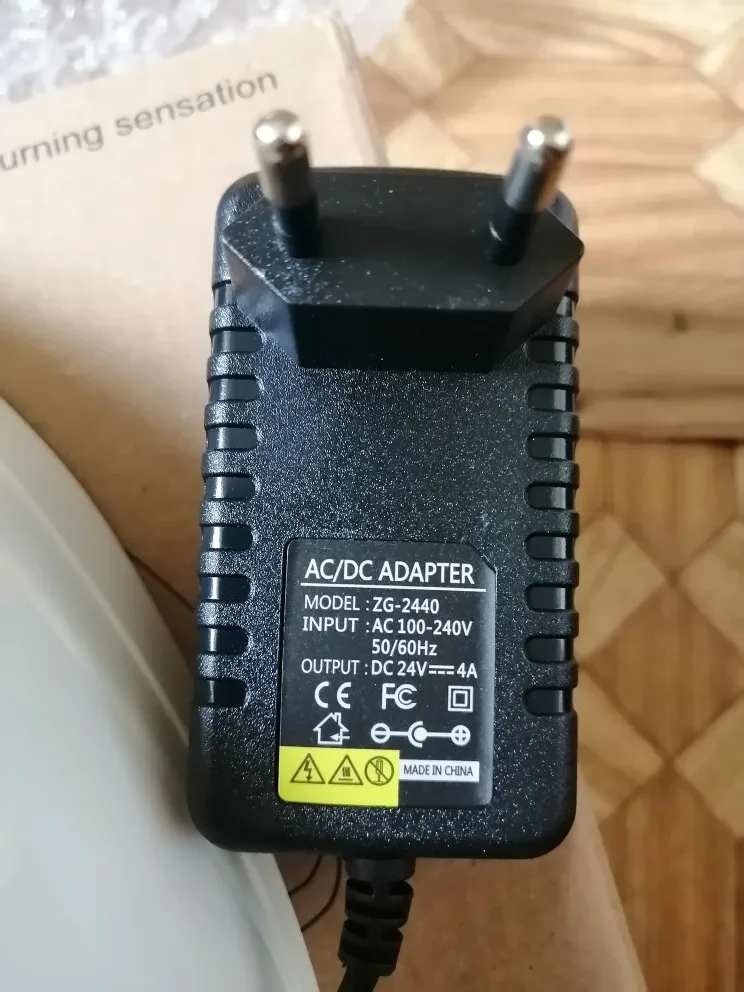 urning sensation
AC/DC ADAPTER
MODEL : ZG-2440
INPUT : AC 100-240V
50/60Hz
OUTPUT : DC 24V⎓4A
CE FC
MADE IN CHINA